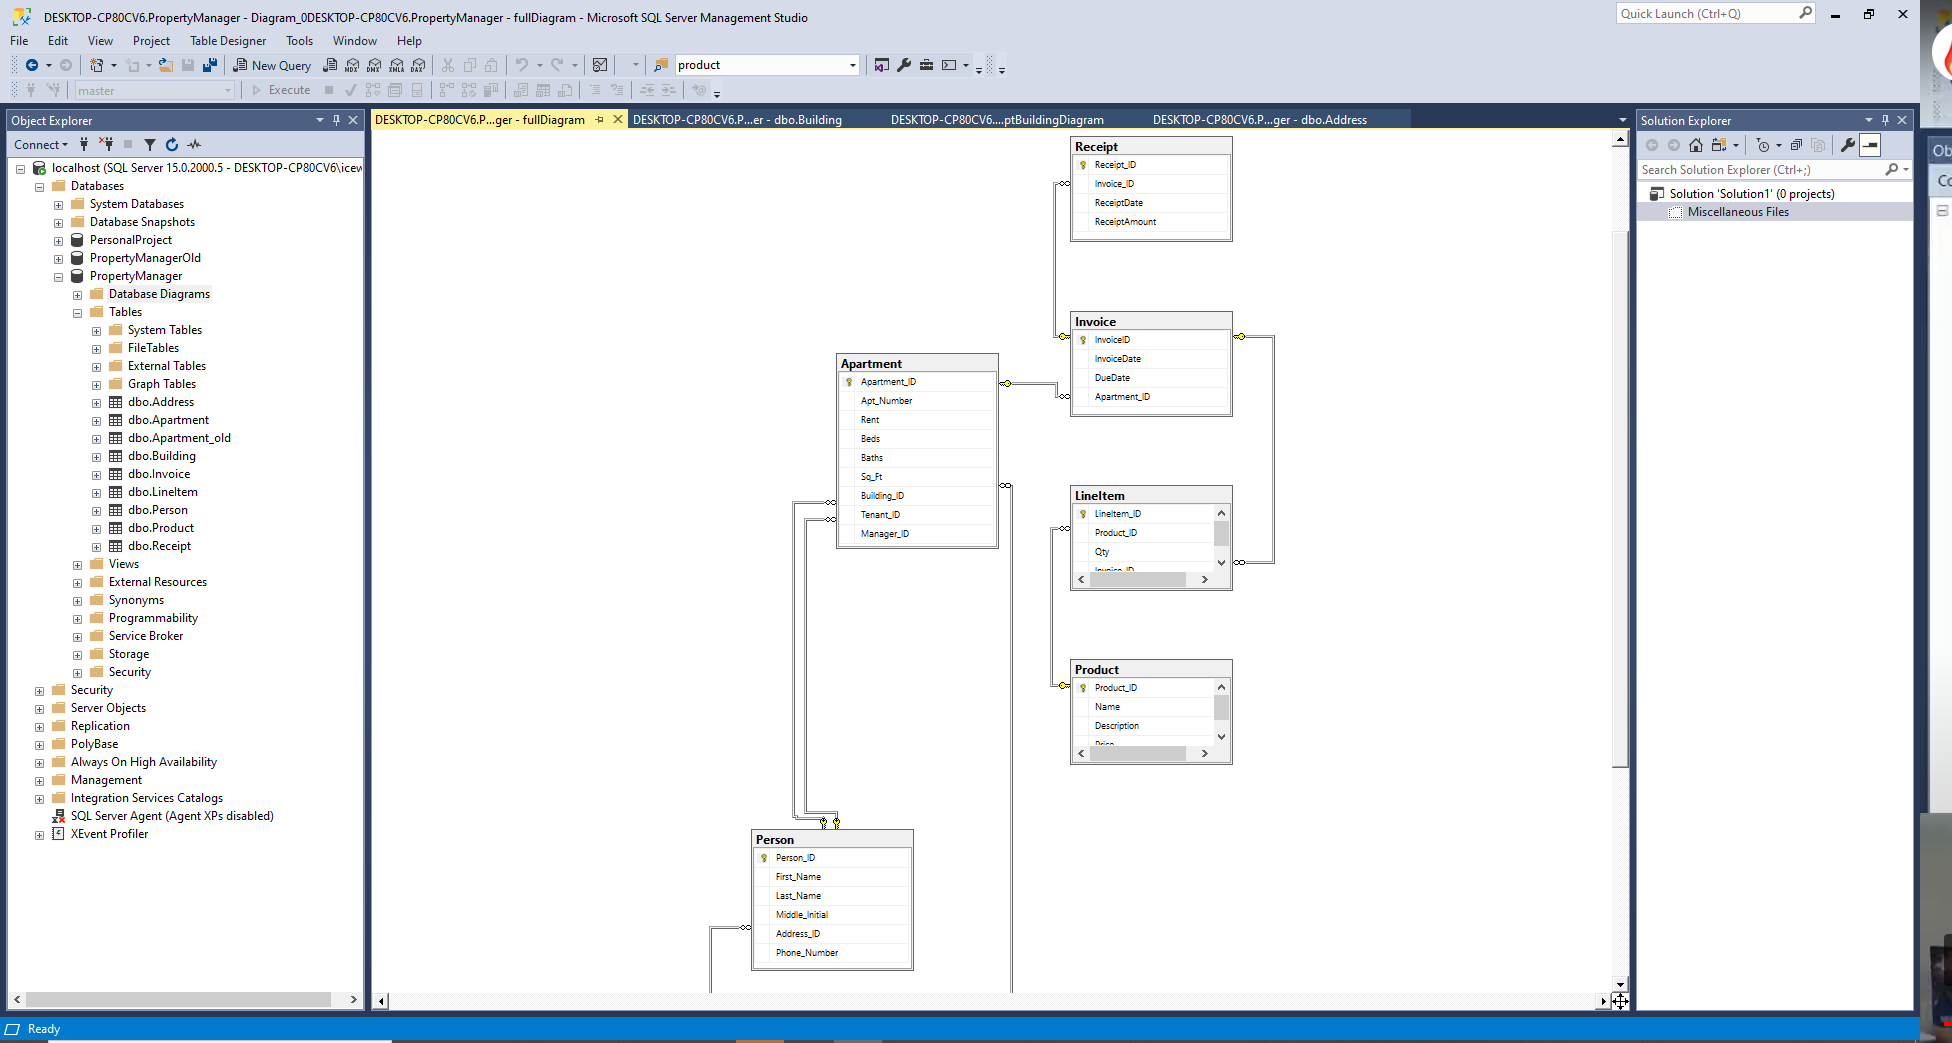 DESKTOP-CP80CV6.PropertyManager - Diagram_0DESKTOP-CP80CV6.PropertyManager - fullDiagram - Microsoft SQL Server Management Studio
Quick Launch (Ctrl+Q)
File Edit View Project Table Designer Tools Window Help
New Query MDX DMX XMLA DAX product
master Execute
Object Explorer
Connect
localhost (SQL Server 15.0.2000.5 - DESKTOP-CP80CV6\icew
Databases
System Databases
Database Snapshots
PersonalProject
PropertyManagerOld
PropertyManager
Database Diagrams
Tables
System Tables
FileTables
External Tables
Graph Tables
dbo.Address
dbo.Apartment
dbo.Apartment_old
dbo.Building
dbo.Invoice
dbo.LineItem
dbo.Person
dbo.Product
dbo.Receipt
Views
External Resources
Synonyms
Programmability
Service Broker
Storage
Security
Security
Server Objects
Replication
PolyBase
Always On High Availability
Management
Integration Services Catalogs
SQL Server Agent (Agent XPs disabled)
XEvent Profiler
DESKTOP-CP80CV6.P...ger - fullDiagram
DESKTOP-CP80CV6.P...er - dbo.Building
DESKTOP-CP80CV6....ptBuildingDiagram
DESKTOP-CP80CV6.P...ger - dbo.Address
Receipt
Receipt_ID
Invoice_ID
ReceiptDate
ReceiptAmount
Invoice
InvoiceID
InvoiceDate
DueDate
Apartment_ID
Apartment
Apartment_ID
Apt_Number
Rent
Beds
Baths
Sq_Ft
Building_ID
Tenant_ID
Manager_ID
LineItem
LineItem_ID
Product_ID
Qty
Invoice_ID
Product
Product_ID
Name
Description
Price
Person
Person_ID
First_Name
Last_Name
Middle_Initial
Address_ID
Phone_Number
Solution Explorer
Search Solution Explorer (Ctrl+;)
Solution 'Solution1' (0 projects)
Miscellaneous Files
Ob
Co
Ready